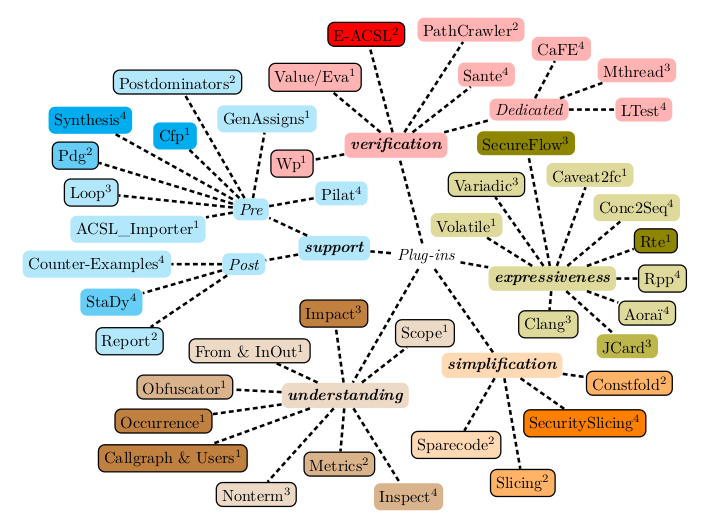 E-ACSL²
PathCrawler²
CaFE⁴
Value/Eva¹
Sante⁴
Mthread³
Postdominators²
Dedicated
LTest⁴
Synthesis⁴
Cfp¹
GenAssigns¹
verification
SecureFlow³
Pdg²
Wp¹
Caveat2fc¹
Loop³
Variadic³
Pilat⁴
Pre
Conc2Seq⁴
ACSL_Importer¹
Volatile¹
Rte¹
support
Plug-ins
Counter-Examples⁴
Post
expressiveness
Rpp⁴
StaDy⁴
Impact³
Aoraï⁴
Report²
Scope¹
Clang³
JCard³
From & InOut¹
simplification
Obfuscator¹
understanding
Constfold²
Occurrence¹
SecuritySlicing⁴
Callgraph & Users¹
Metrics²
Sparecode²
Nonterm³
Inspect⁴
Slicing²